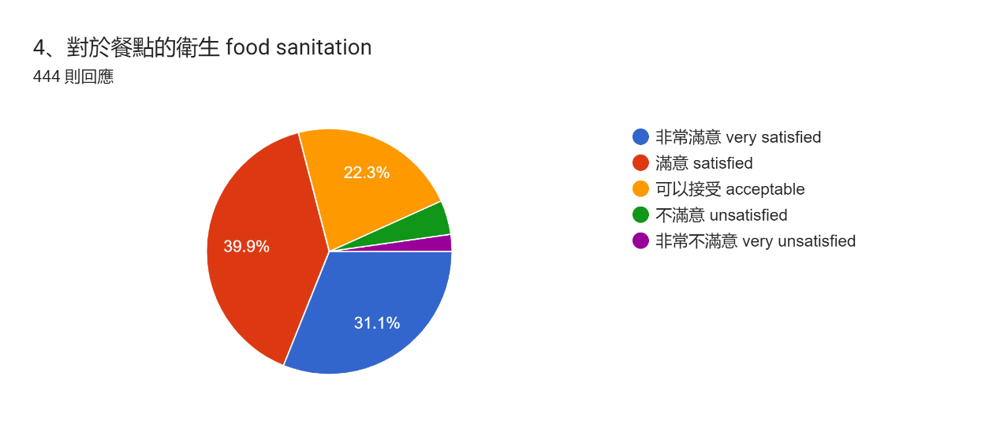 4、對於餐點的衛生 food sanitation
444 則回應
22.3%
39.9%
31.1%
非常滿意 very satisfied
滿意 satisfied
可以接受 acceptable
不滿意 unsatisfied
非常不滿意 very unsatisfied